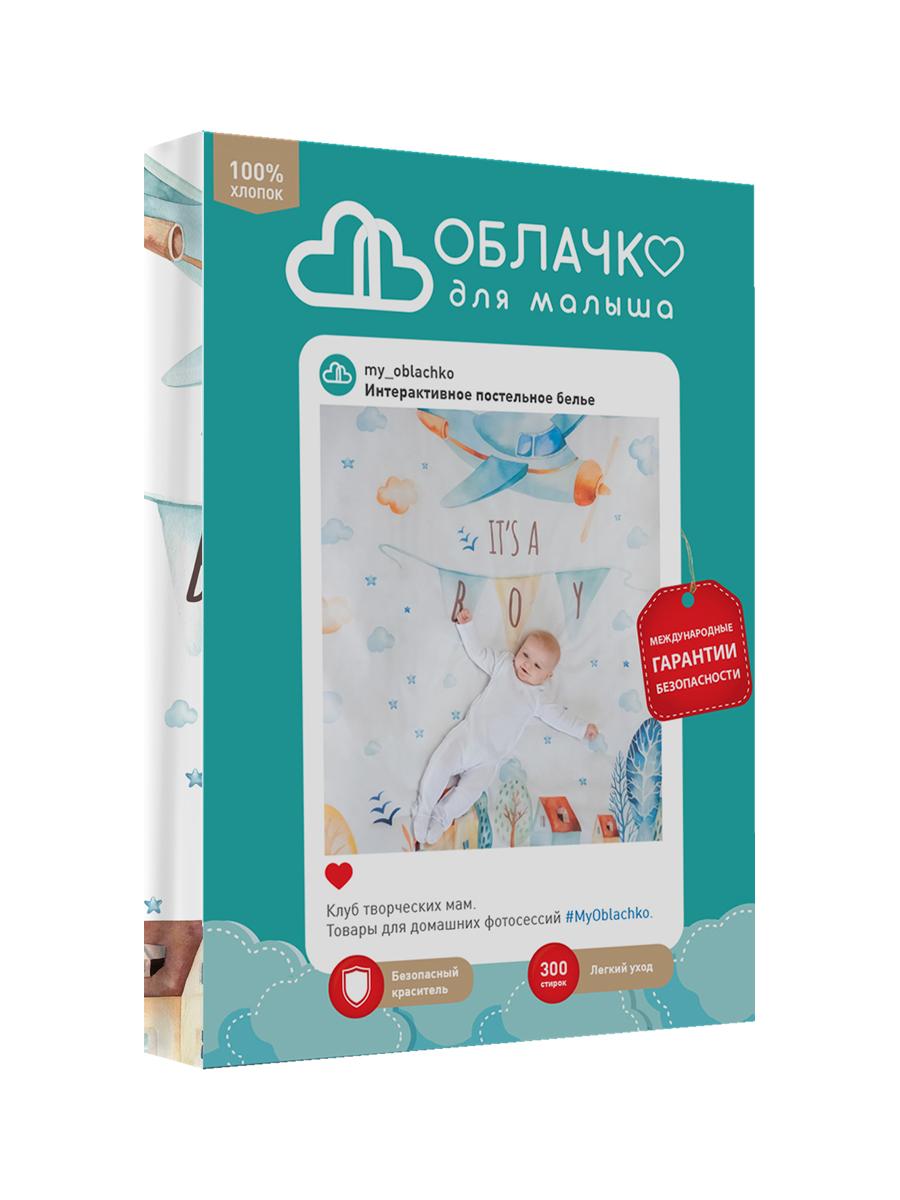 100%
ХЛОПОК
ОБЛАЧКО
для малыша
my_oblachko
Интерактивное постельное белье
IT'S A
B O Y
МЕЖДУНАРОДНЫЕ
ГАРАНТИИ
БЕЗОПАСНОСТИ
Клуб творческих мам.
Товары для домашних фотосессий #MyOblachko.
Безопасный
краситель
300
стирок
Легкий уход